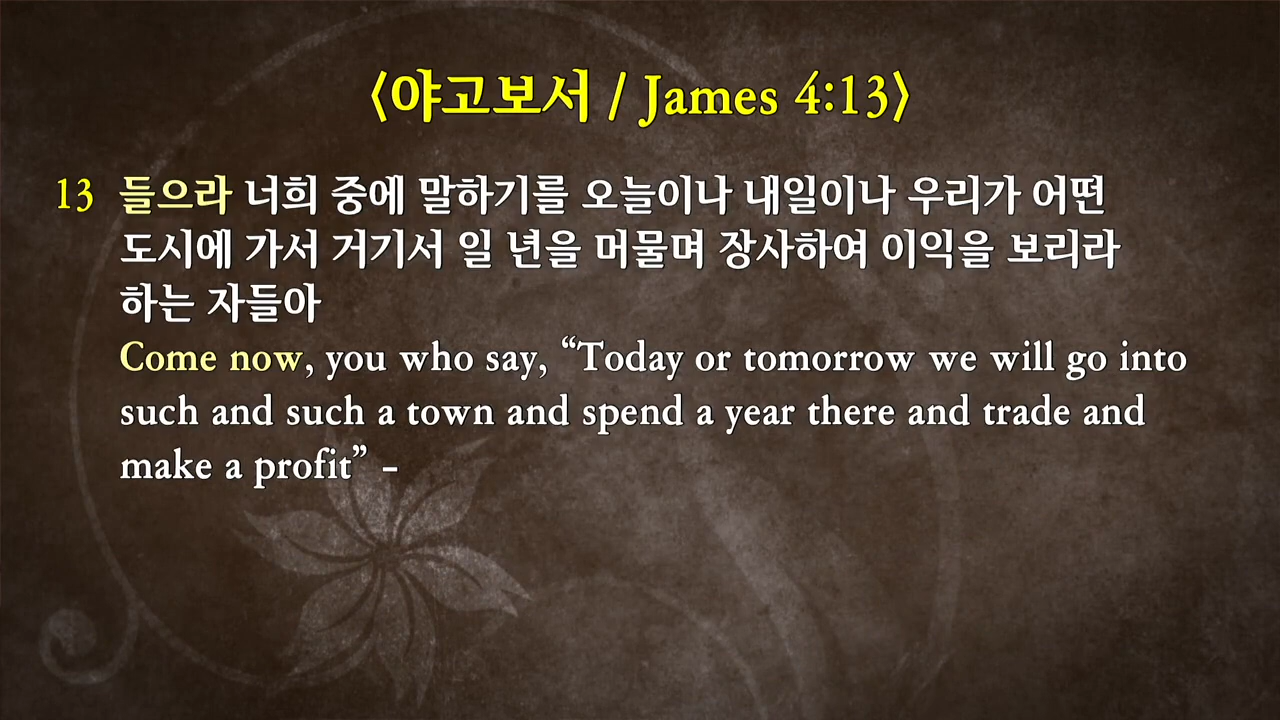 〈야고보서 / James 4:13〉
13 들으라 너희 중에 말하기를 오늘이나 내일이나 우리가 어떤
도시에 가서 거기서 일 년을 머물며 장사하여 이익을 보리라
하는 자들아
Come now, you who say, “Today or tomorrow we will go into
such and such a town and spend a year there and trade and
make a profit” -